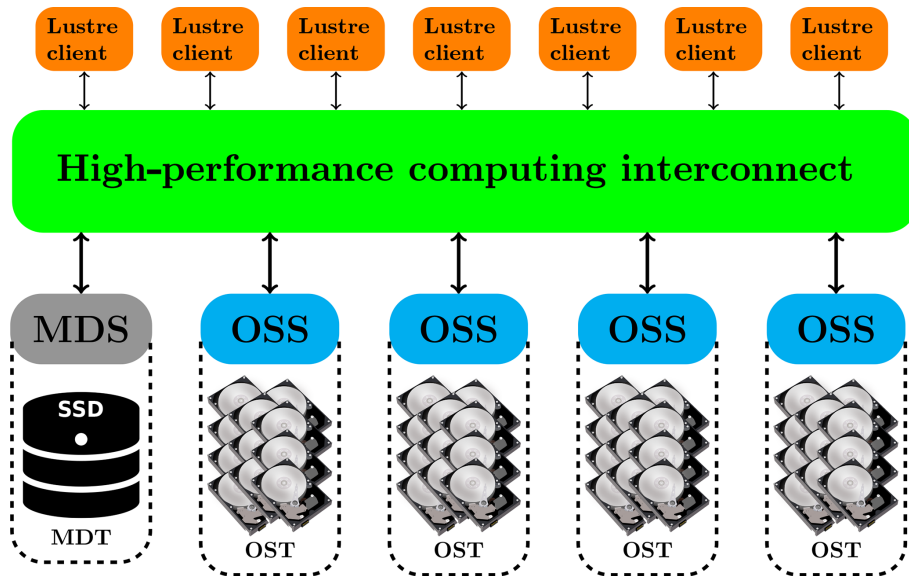 Lustre
client
Lustre
client
Lustre
client
Lustre
client
Lustre
client
Lustre
client
Lustre
client
High-performance computing interconnect
MDS
OSS
OSS
OSS
OSS
SSD
MDT
OST
OST
OST
OST